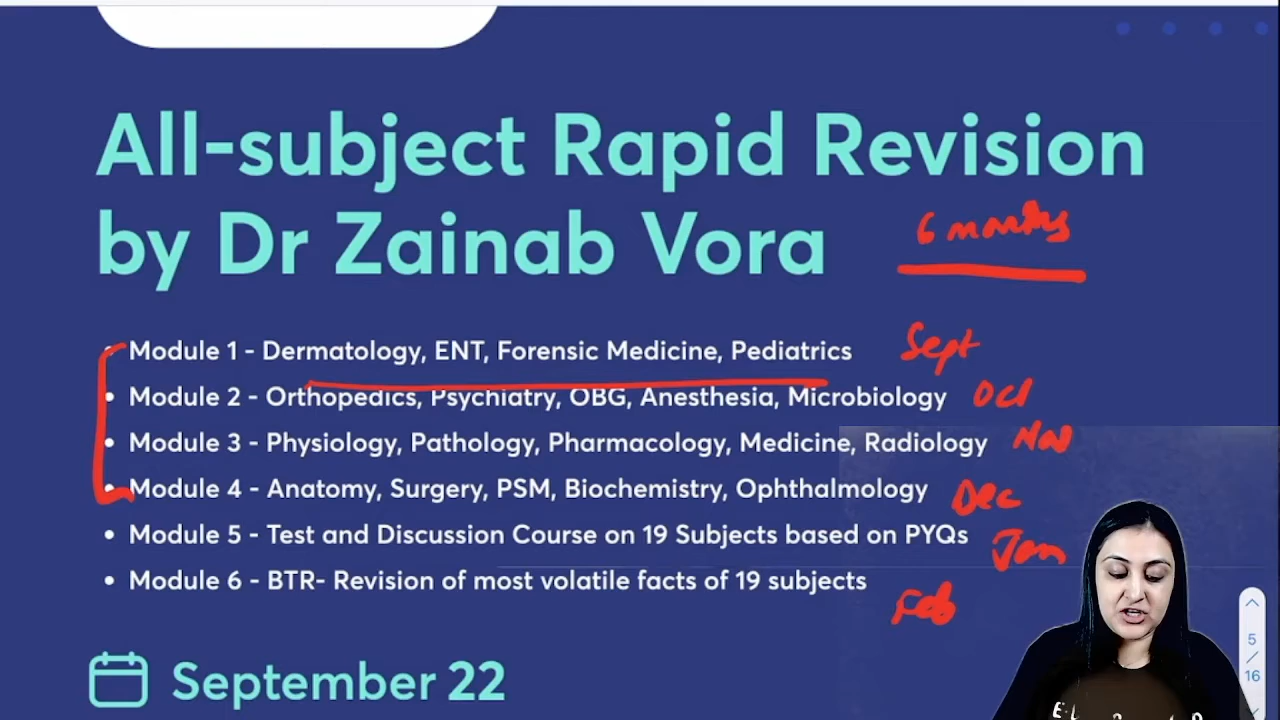 All-subject Rapid Revision
by Dr Zainab Vora
6 months
Module 1 - Dermatology, ENT, Forensic Medicine, Pediatrics Sept
• Module 2 - Orthopedics, Psychiatry, OBG, Anesthesia, Microbiology Oct
• Module 3 - Physiology, Pathology, Pharmacology, Medicine, Radiology Nov
• Module 4 - Anatomy, Surgery, PSM, Biochemistry, Ophthalmology Dec
• Module 5 - Test and Discussion Course on 19 Subjects based on PYQs Jan
• Module 6 - BTR- Revision of most volatile facts of 19 subjects Feb
September 22
5
/
16